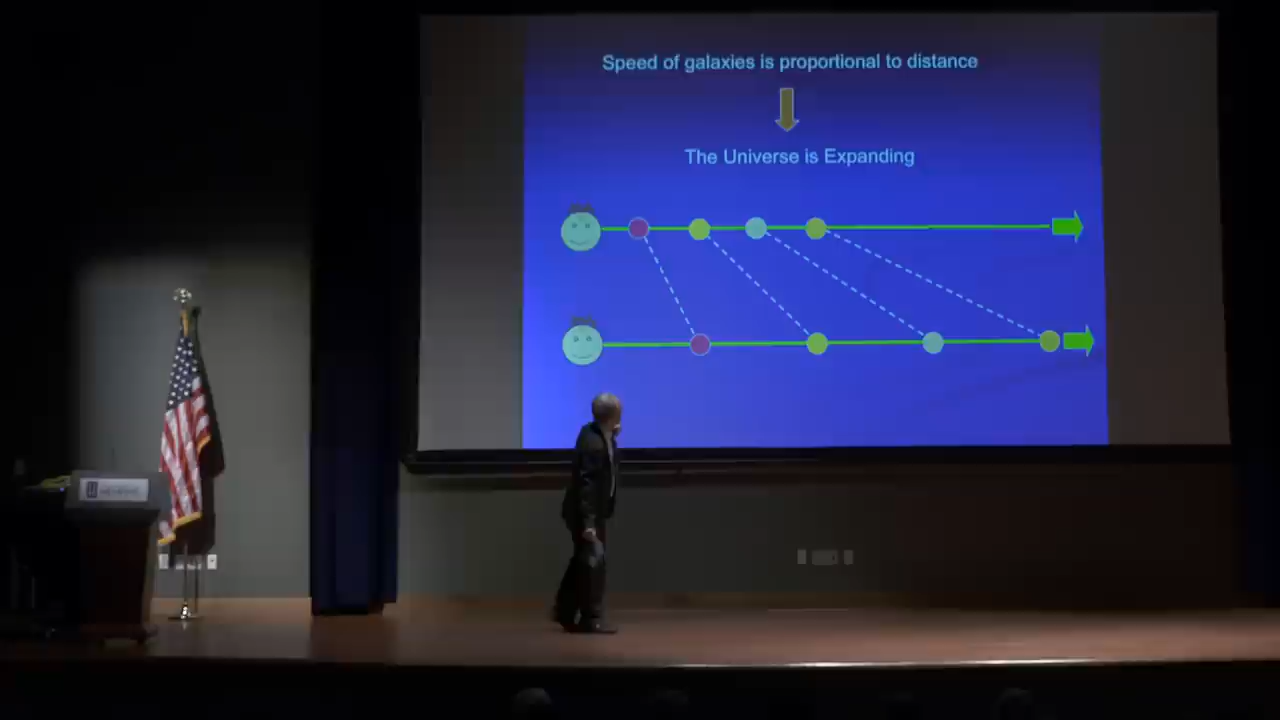 Speed of galaxies is proportional to distance
The Universe is Expanding